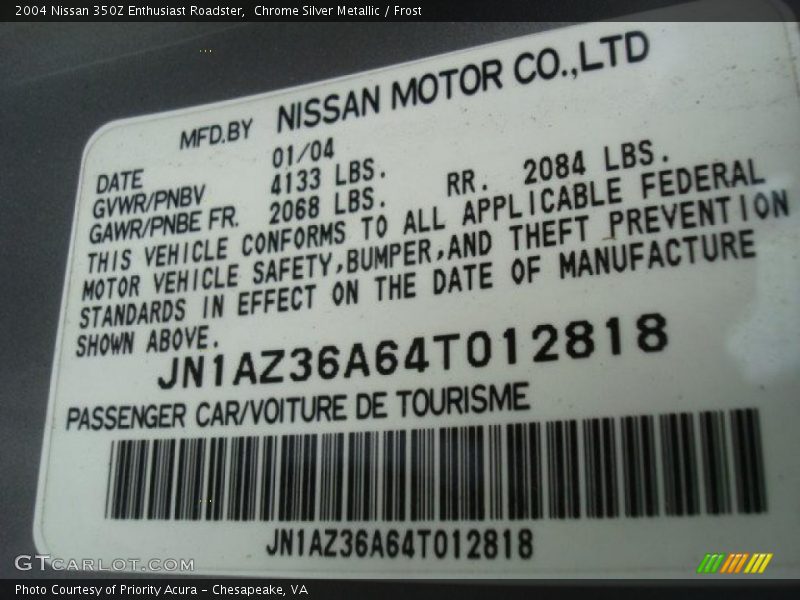 2004 Nissan 350Z Enthusiast Roadster,  Chrome Silver Metallic / Frost
MFD.BY NISSAN MOTOR CO.,LTD
DATE 01/04
GVWR/PNBV 4133 LBS.
GAWR/PNBE FR. 2068 LBS. RR. 2084 LBS.
THIS VEHICLE CONFORMS TO ALL APPLICABLE FEDERAL
MOTOR VEHICLE SAFETY,BUMPER,AND THEFT PREVENTION
STANDARDS IN EFFECT ON THE DATE OF MANUFACTURE
SHOWN ABOVE.
JN1AZ36A64T012818
PASSENGER CAR/VOITURE DE TOURISME
JN1AZ36A64T012818
GTCARLOT.COM
Photo Courtesy of Priority Acura - Chesapeake, VA